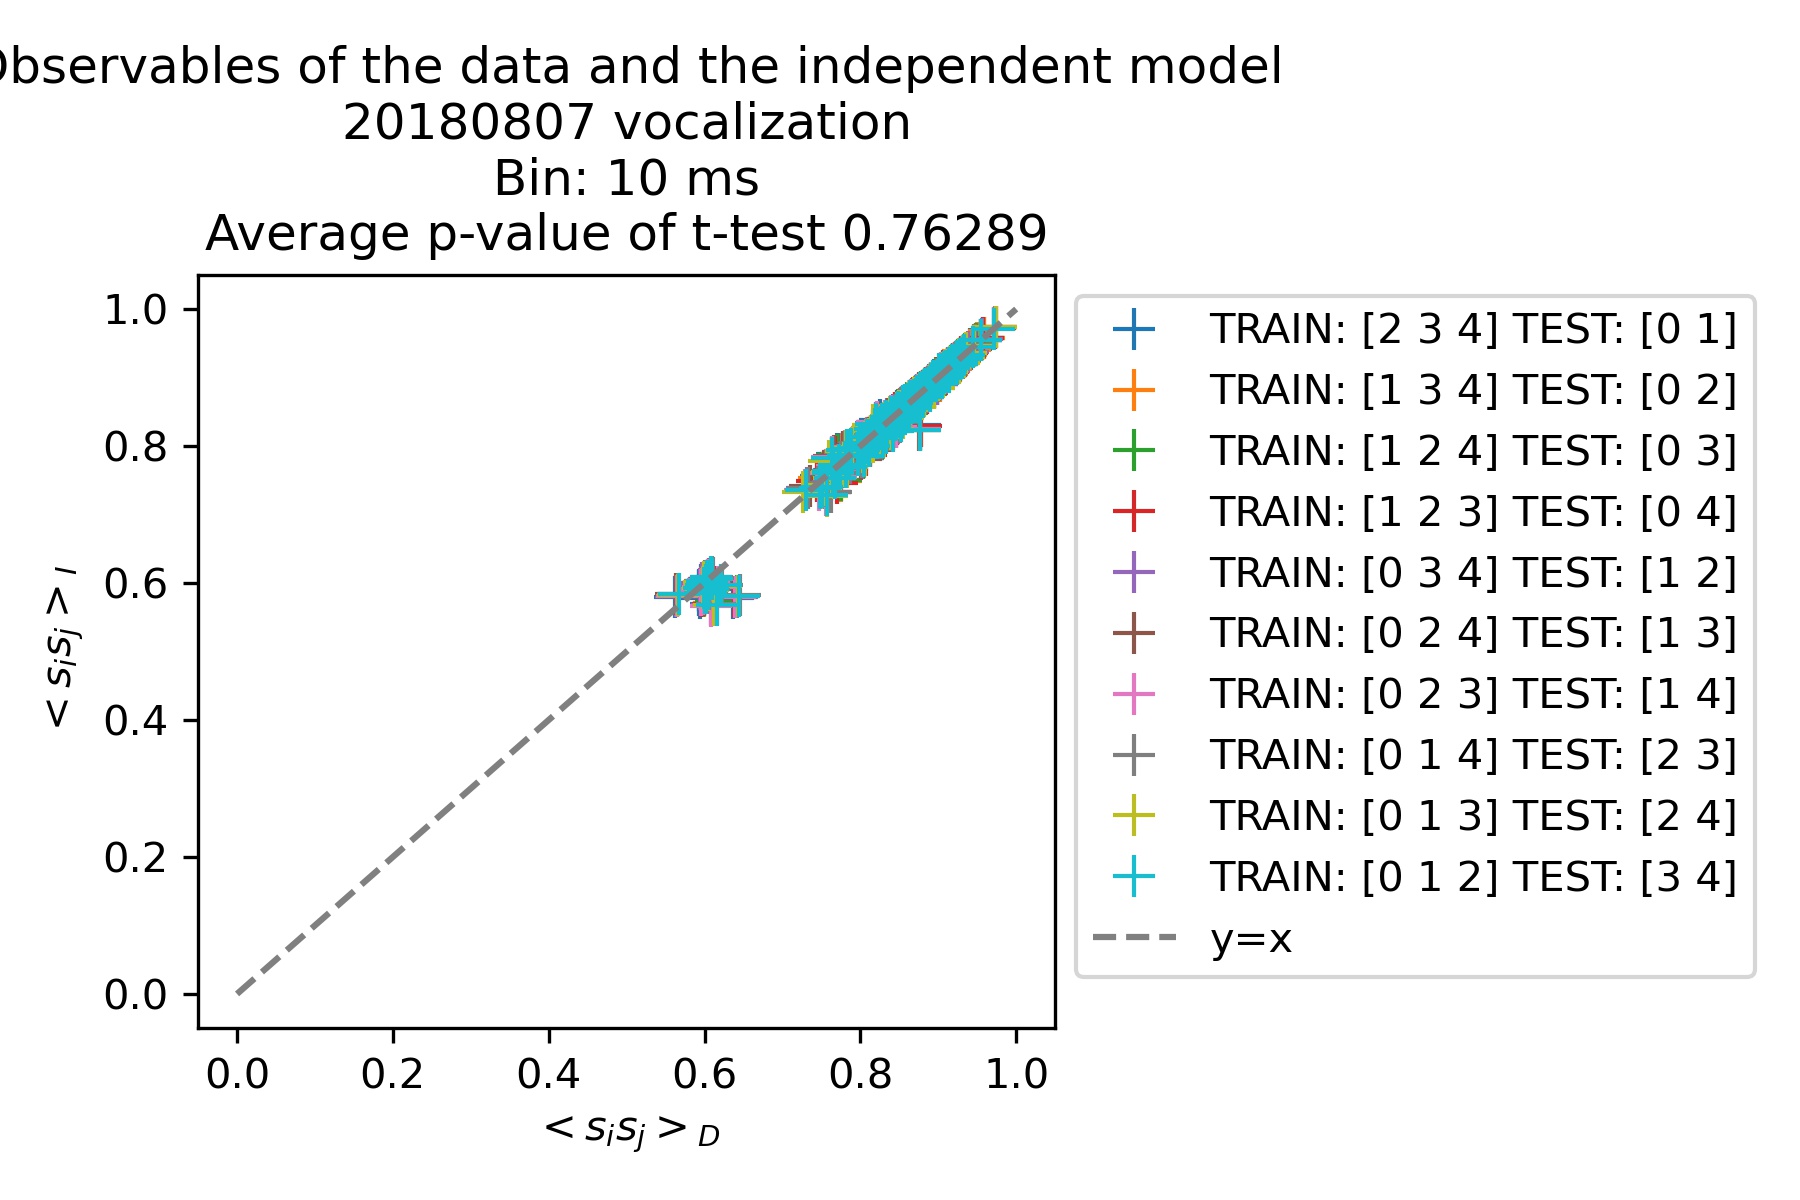 Observables of the data and the independent model
20180807 vocalization
Bin: 10 ms
Average p-value of t-test 0.76289
1.0
0.8
0.6
0.4
0.2
0.0
< s_i s_j >_I
0.0 0.2 0.4 0.6 0.8 1.0
< s_i s_j >_D
TRAIN: [2 3 4] TEST: [0 1]
TRAIN: [1 3 4] TEST: [0 2]
TRAIN: [1 2 4] TEST: [0 3]
TRAIN: [1 2 3] TEST: [0 4]
TRAIN: [0 3 4] TEST: [1 2]
TRAIN: [0 2 4] TEST: [1 3]
TRAIN: [0 2 3] TEST: [1 4]
TRAIN: [0 1 4] TEST: [2 3]
TRAIN: [0 1 3] TEST: [2 4]
TRAIN: [0 1 2] TEST: [3 4]
y=x